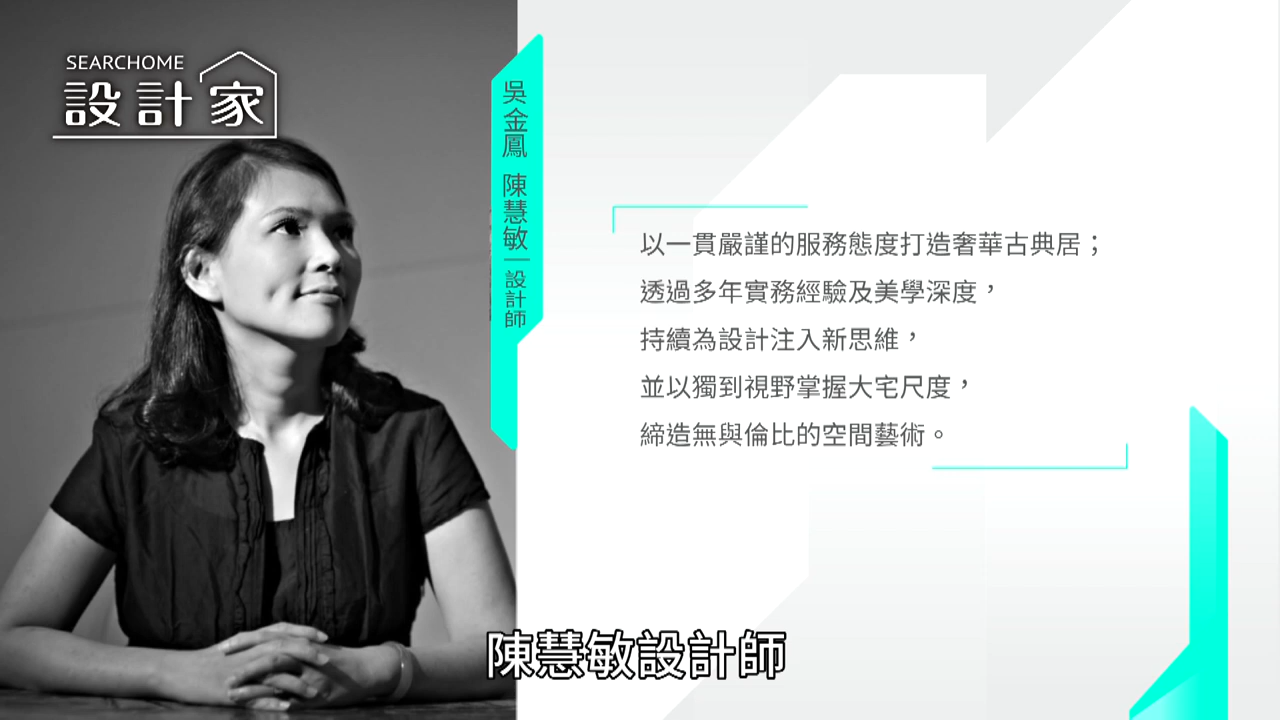 SEARCHOME
設計家
吳金鳳 陳慧敏｜設計師
以一貫嚴謹的服務態度打造奢華古典居；
透過多年實務經驗及美學深度，
持續為設計注入新思維，
並以獨到視野掌握大宅尺度，
締造無與倫比的空間藝術。
陳慧敏設計師